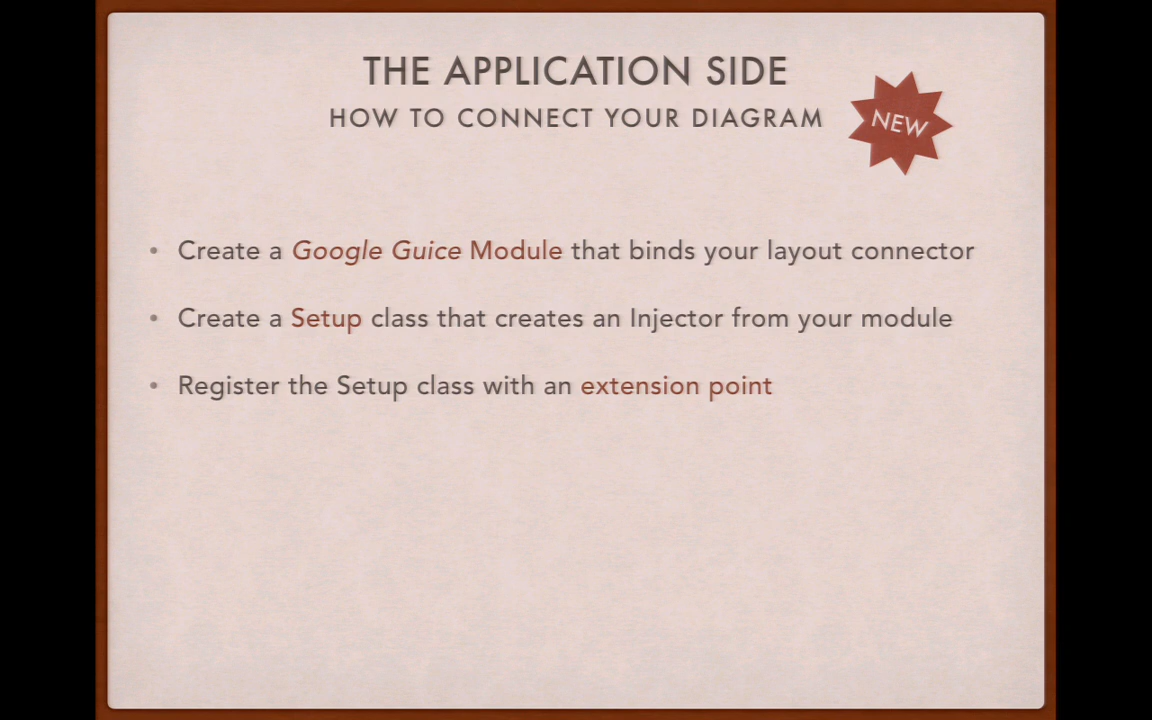 THE APPLICATION SIDE
HOW TO CONNECT YOUR DIAGRAM
NEW
• Create a Google Guice Module that binds your layout connector
• Create a Setup class that creates an Injector from your module
• Register the Setup class with an extension point